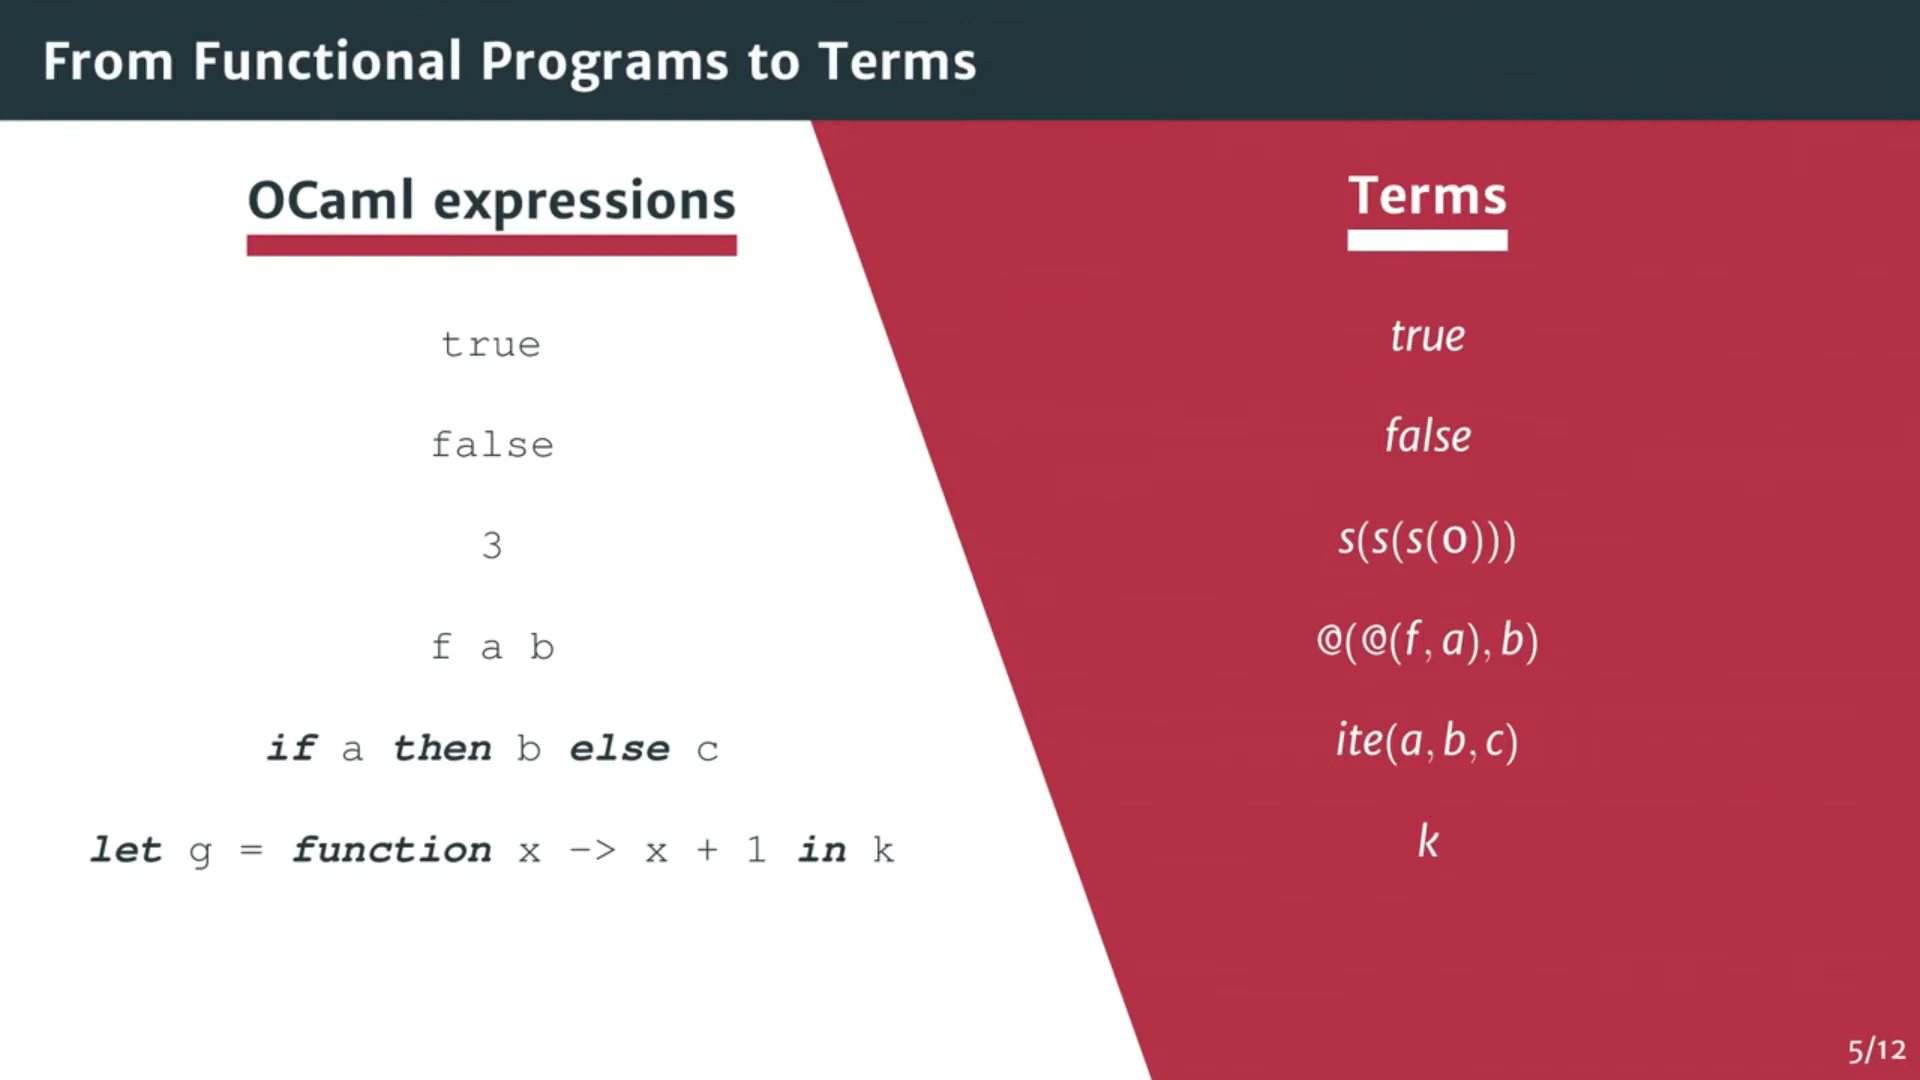 From Functional Programs to Terms
OCaml expressions
true
false
3
f a b
if a then b else c
let g = function x -> x + 1 in k
Terms
true
false
s(s(s(0)))
@(@(f, a), b)
ite(a, b, c)
k
5/12